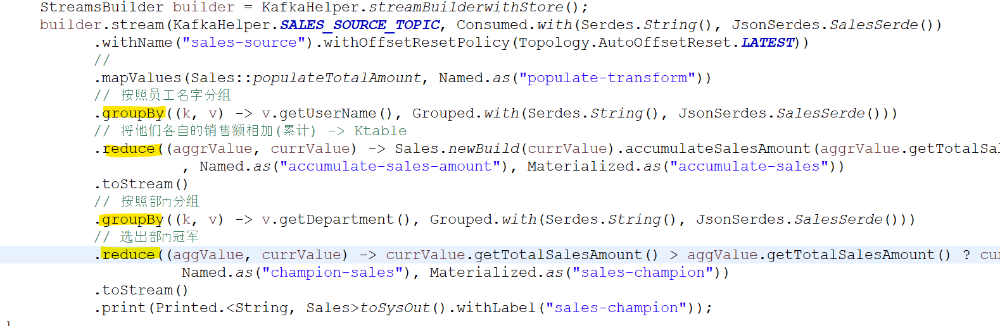 StreamsBuilder builder = KafkaHelper.streamBuilderwithStore();
builder.stream(KafkaHelper.SALES_SOURCE_TOPIC, Consumed.with(Serdes.String(), JsonSerdes.SalesSerde())
.withName("sales-source").withOffsetResetPolicy(Topology.AutoOffsetReset.LATEST))
//
.mapValues(Sales::populateTotalAmount, Named.as("populate-transform"))
// 按照员工名字分组
.groupBy((k, v) -> v.getUserName(), Grouped.with(Serdes.String(), JsonSerdes.SalesSerde()))
// 将他们各自的销售额相加(累计) -> Ktable
.reduce((aggrValue, currValue) -> Sales.newBuild(currValue).accumulateSalesAmount(aggrValue.getTotalSal
, Named.as("accumulate-sales-amount"), Materialized.as("accumulate-sales"))
.toStream()
// 按照部门分组
.groupBy((k, v) -> v.getDepartment(), Grouped.with(Serdes.String(), JsonSerdes.SalesSerde()))
// 选出部门冠军
.reduce((aggValue, currValue) -> currValue.getTotalSalesAmount() > aggValue.getTotalSalesAmount() ? cu
Named.as("champion-sales"), Materialized.as("sales-champion"))
.toStream()
.print(Printed.<String, Sales>toSysOut().withLabel("sales-champion"));
}